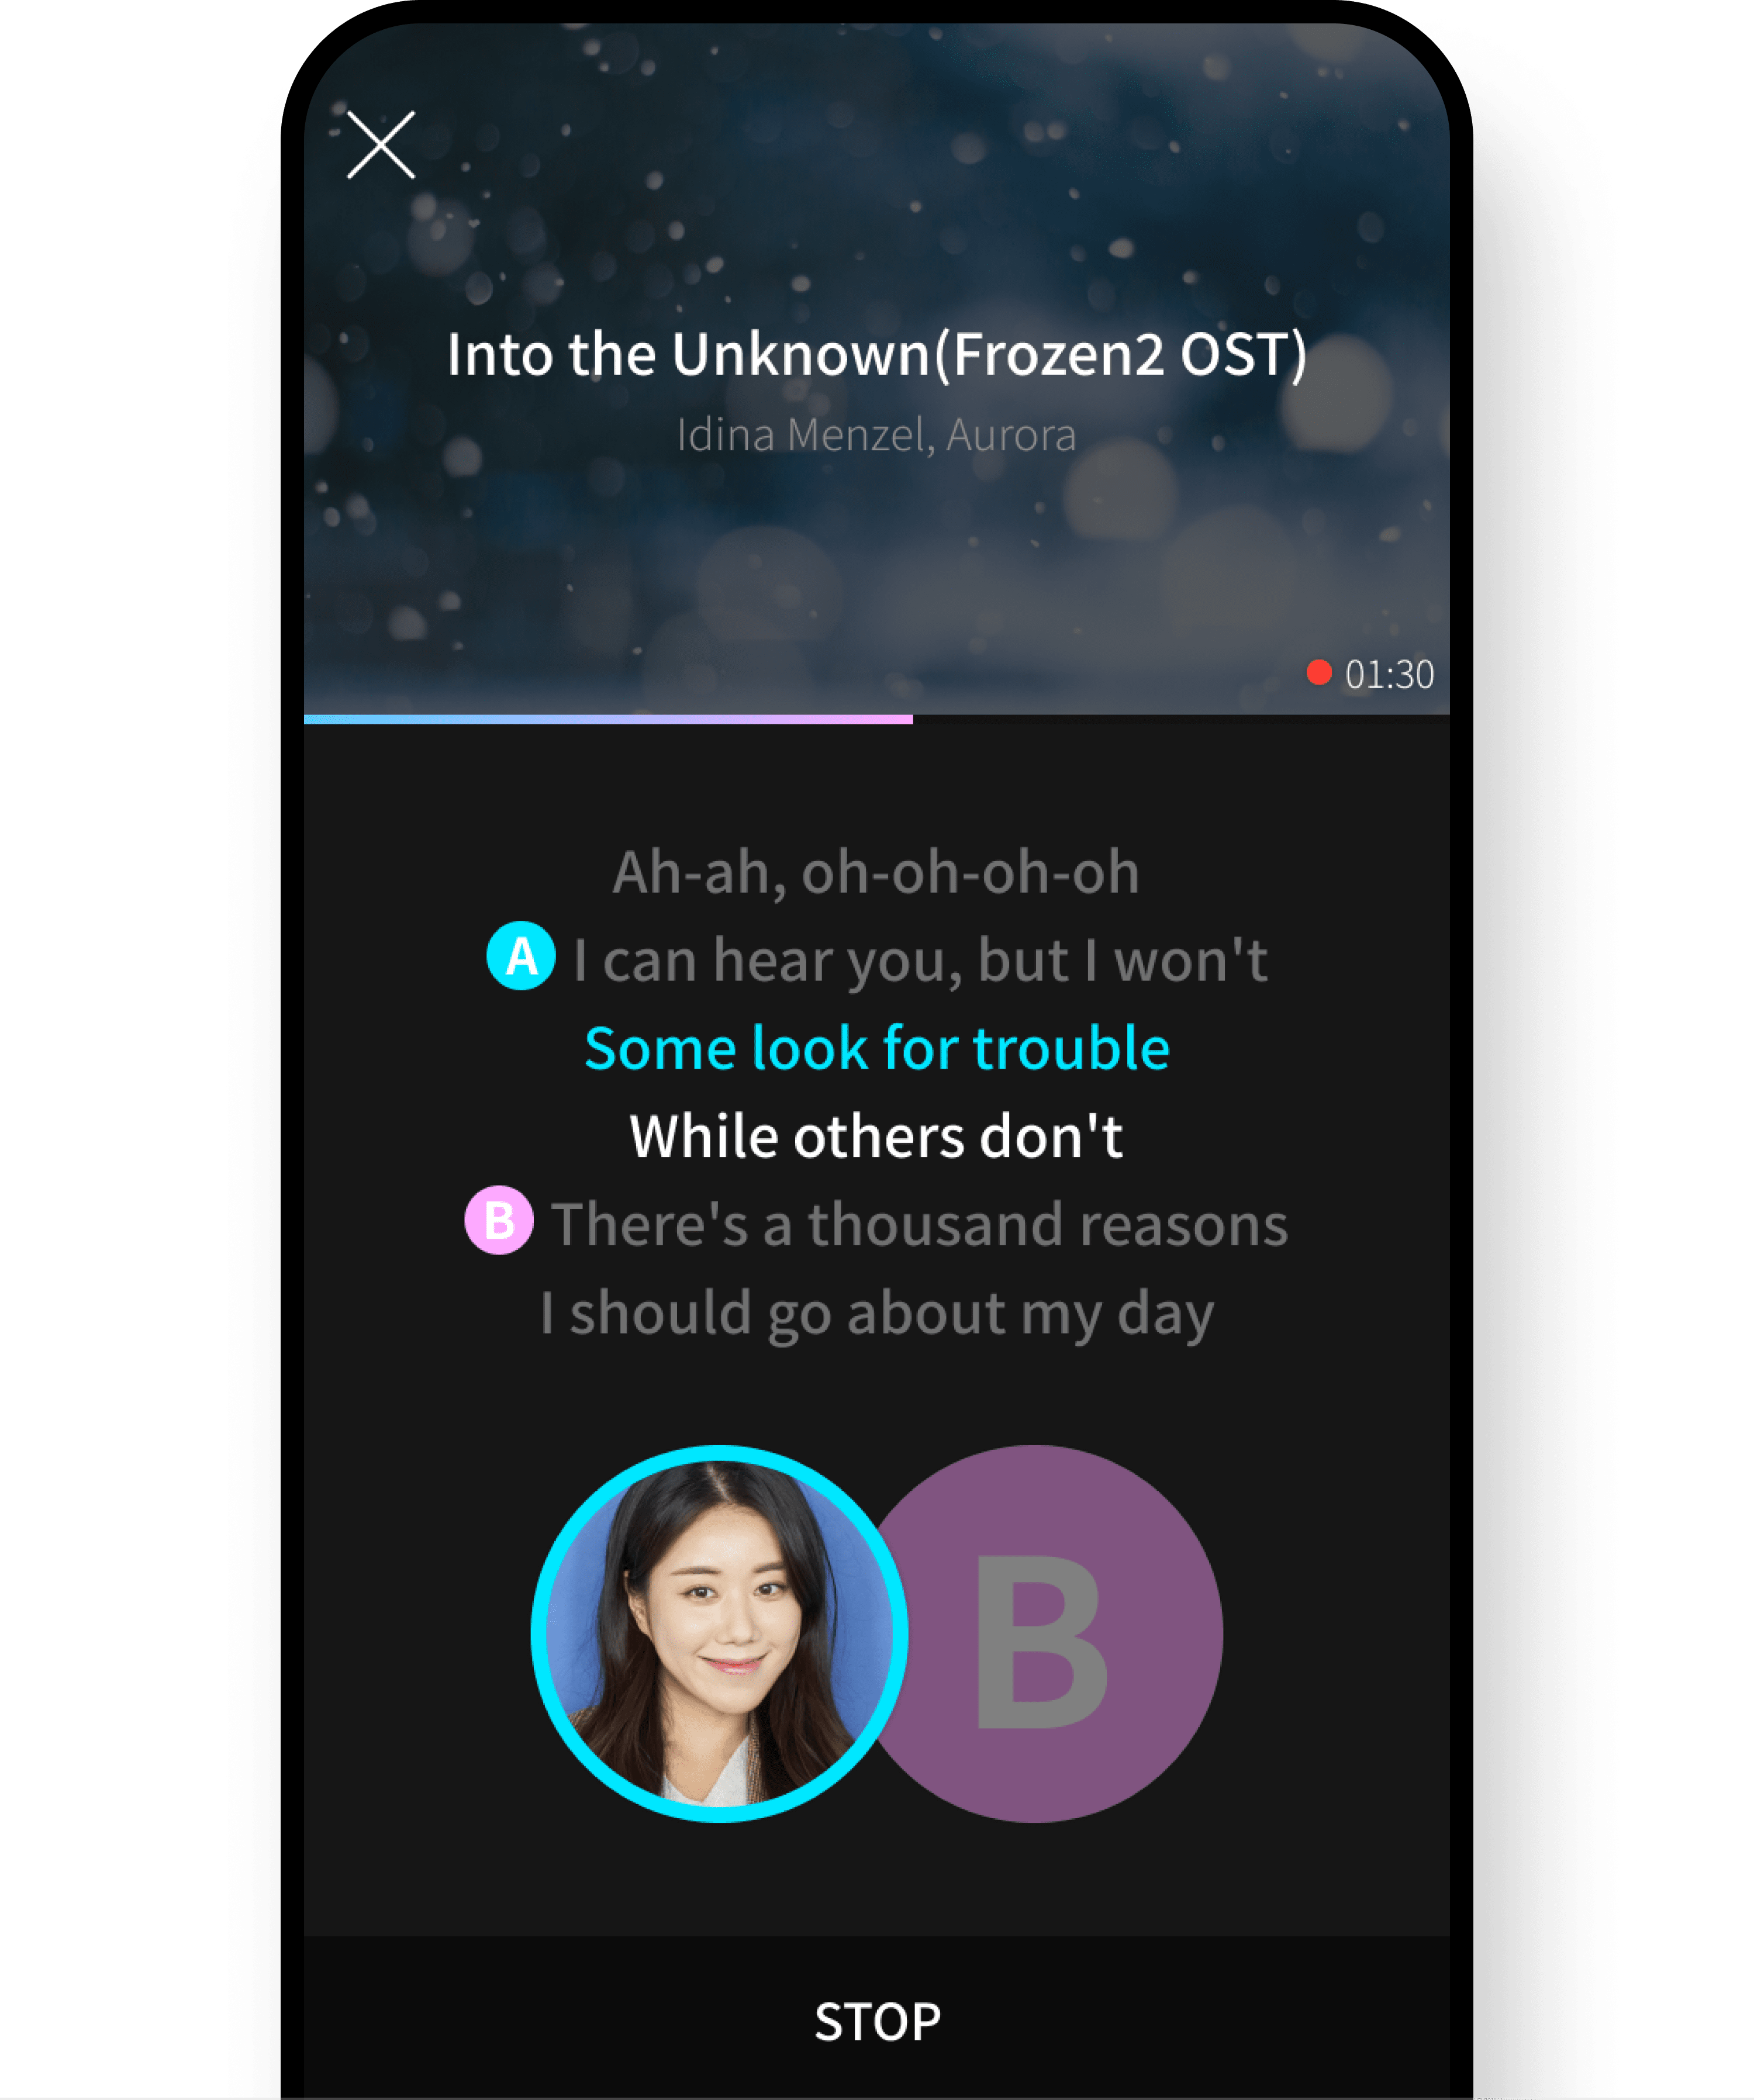 Into the Unknown(Frozen2 OST)
Idina Menzel, Aurora
01:30
Ah-ah, oh-oh-oh-oh
A I can hear you, but I won't
Some look for trouble
While others don't
B There's a thousand reasons
I should go about my day
B
STOP